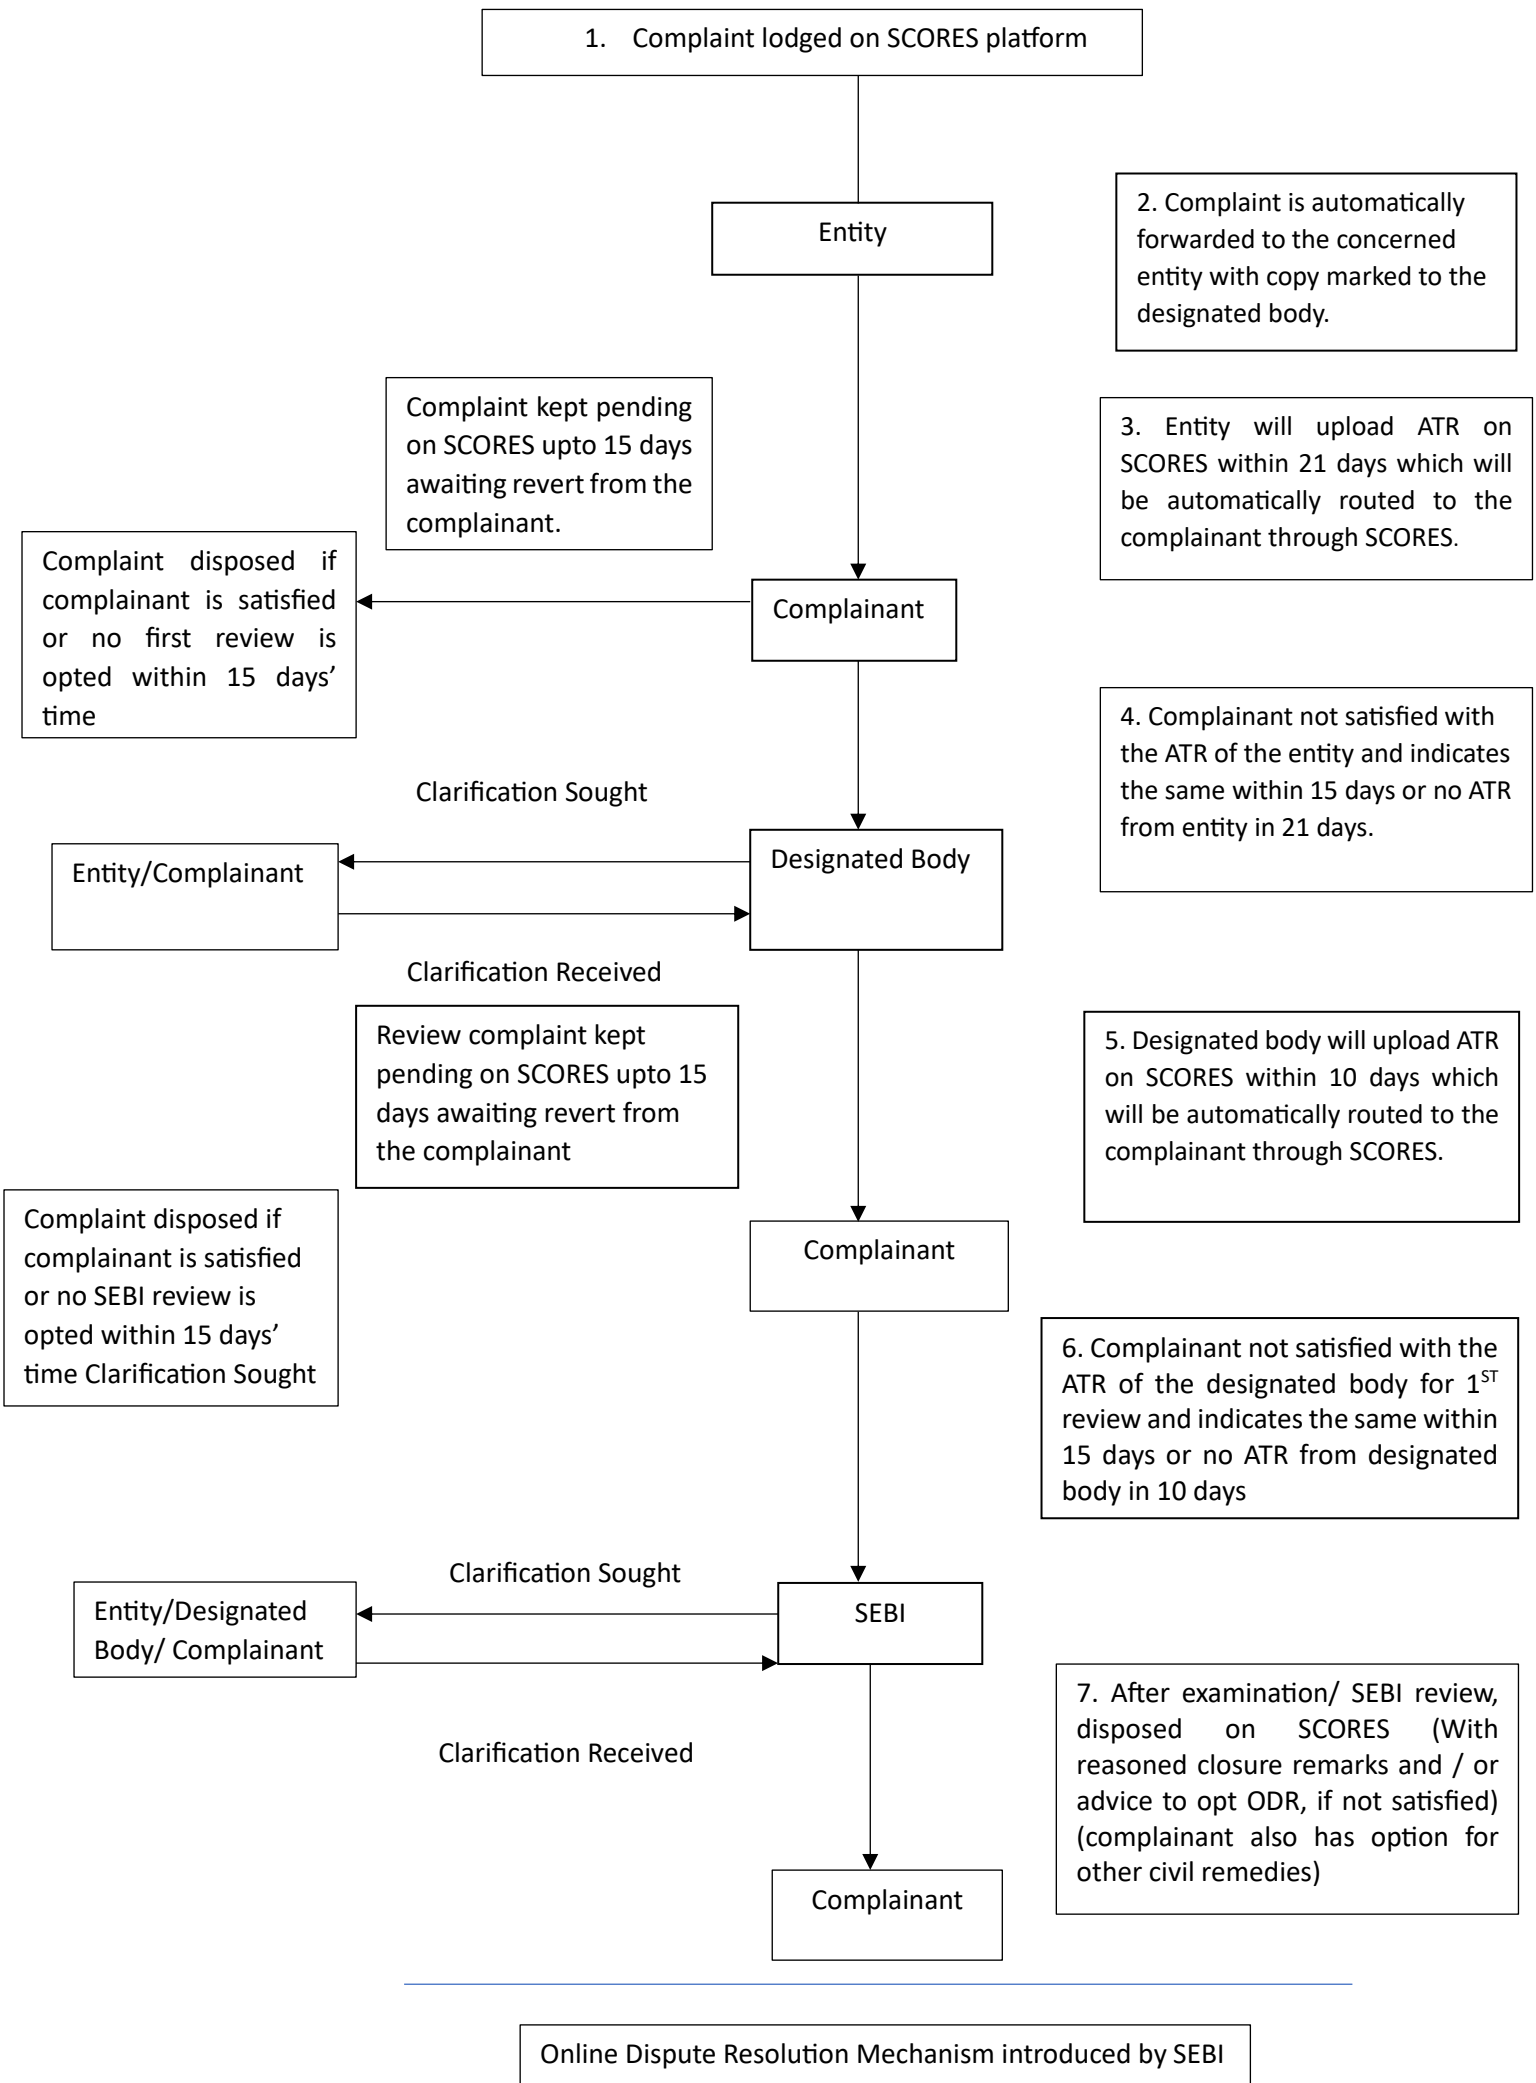 1. Complaint lodged on SCORES platform
Entity
2. Complaint is automatically
forwarded to the concerned
entity with copy marked to the
designated body.
Complaint kept pending
on SCORES upto 15 days
awaiting revert from the
complainant.
3. Entity will upload ATR on
SCORES within 21 days which will
be automatically routed to the
complainant through SCORES.
Complaint disposed if
complainant is satisfied
or no first review is
opted within 15 days’
time
Complainant
4. Complainant not satisfied with
the ATR of the entity and indicates
the same within 15 days or no ATR
from entity in 21 days.
Clarification Sought
Entity/Complainant
Designated Body
Clarification Received
Review complaint kept
pending on SCORES upto 15
days awaiting revert from
the complainant
5. Designated body will upload ATR
on SCORES within 10 days which
will be automatically routed to the
complainant through SCORES.
Complaint disposed if
complainant is satisfied
or no SEBI review is
opted within 15 days’
time Clarification Sought
Complainant
6. Complainant not satisfied with the
ATR of the designated body for 1ST
review and indicates the same within
15 days or no ATR from designated
body in 10 days
Clarification Sought
Entity/Designated
Body/ Complainant
SEBI
Clarification Received
7. After examination/ SEBI review,
disposed on SCORES (With
reasoned closure remarks and / or
advice to opt ODR, if not satisfied)
(complainant also has option for
other civil remedies)
Complainant
Online Dispute Resolution Mechanism introduced by SEBI